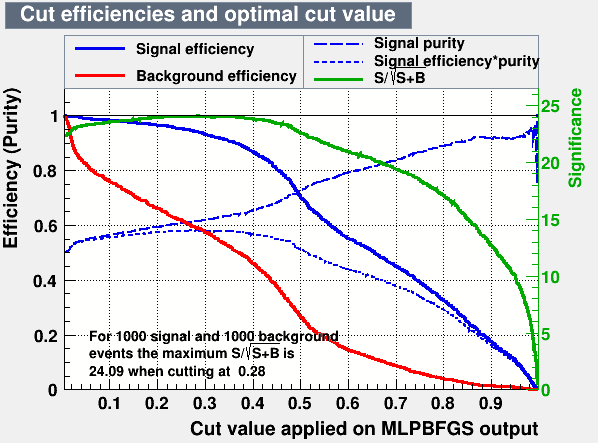 Cut efficiencies and optimal cut value
Signal efficiency
Background efficiency
Signal purity
Signal efficiency*purity
S/√S+B
Efficiency (Purity)
1
0.8
0.6
0.4
0.2
0
For 1000 signal and 1000 background
events the maximum S/√S+B is
24.09 when cutting at 0.28
25
20
15
10
5
0
Significance
0.1 0.2 0.3 0.4 0.5 0.6 0.7 0.8 0.9
Cut value applied on MLPBFGS output